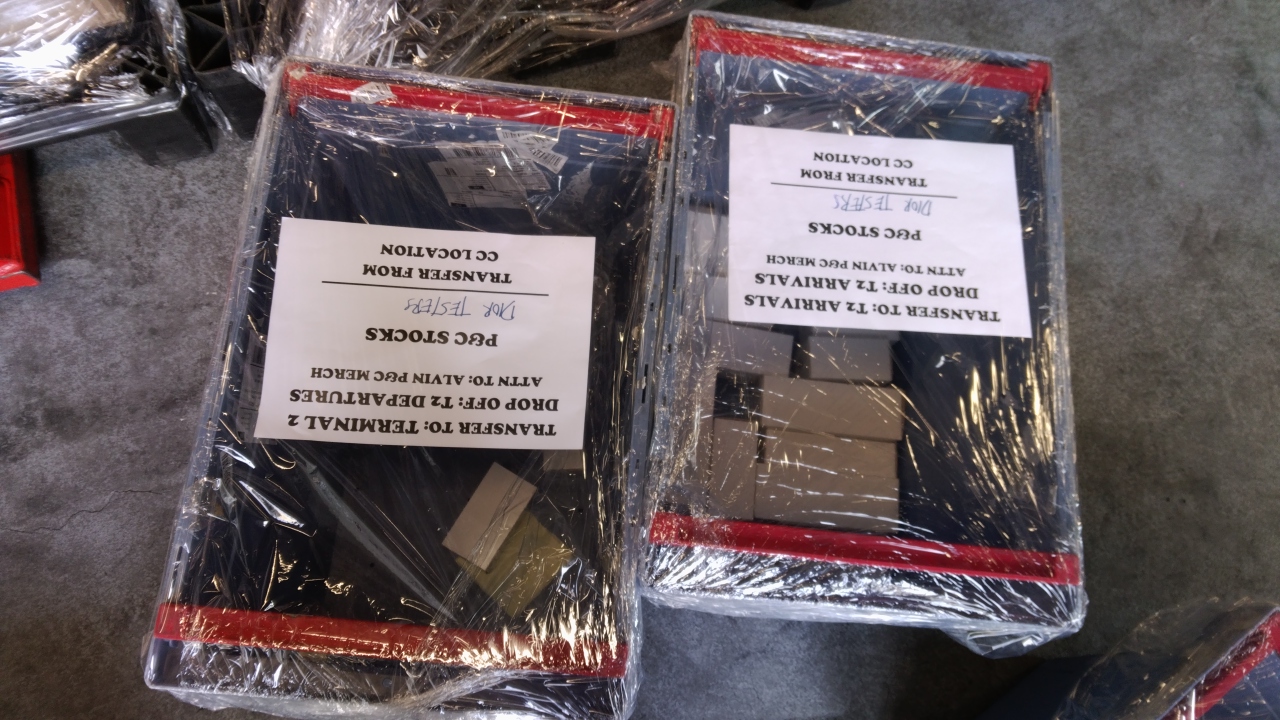 TRANSFER TO: TERMINAL 2
DROP OFF: T2 DEPARTURES
ATTN TO: ALVIN P&C MERCH
P&C STOCKS
DIOR TESTERS
TRANSFER FROM
CC LOCATION
TRANSFER TO: T2 ARRIVALS
DROP OFF: T2 ARRIVALS
ATTN TO: ALVIN P&C MERCH
P&C STOCKS
DIOR TESTERS
TRANSFER FROM
CC LOCATION